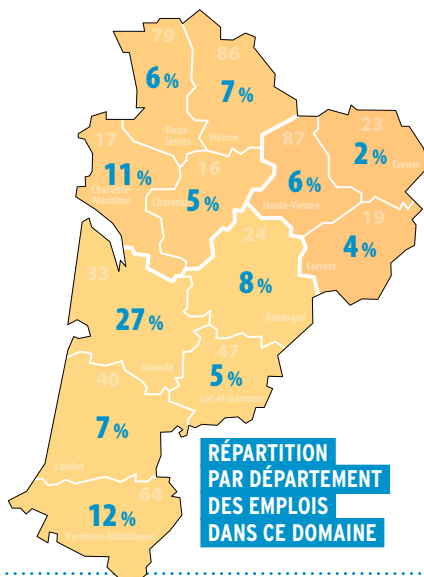 79
6 %
Deux-
Sèvres
86
7 %
Vienne
17
11 %
Charente-
Maritime
16
5 %
Charente
87
6 %
Haute-Vienne
23
2 %
Creuse
19
4 %
Corrèze
24
8 %
Dordogne
33
27 %
Gironde
47
5 %
Lot-et-Garonne
40
7 %
Landes
64
12 %
Pyrénées-Atlantiques
RÉPARTITION
PAR DÉPARTEMENT
DES EMPLOIS
DANS CE DOMAINE